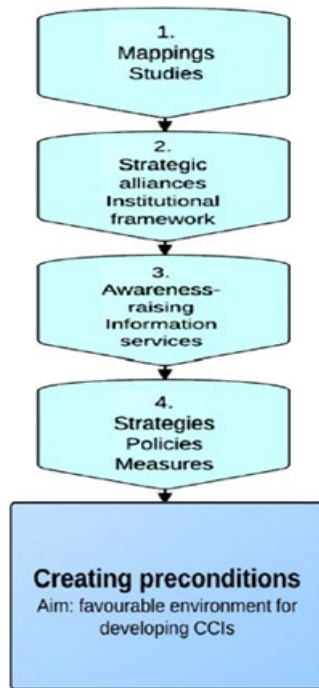 1.
Mappings
Studies
2.
Strategic
alliances
Institutional
framework
3.
Awareness-
raising
Information
services
4.
Strategies
Policies
Measures
Creating preconditions
Aim: favourable environment for
developing CCIs